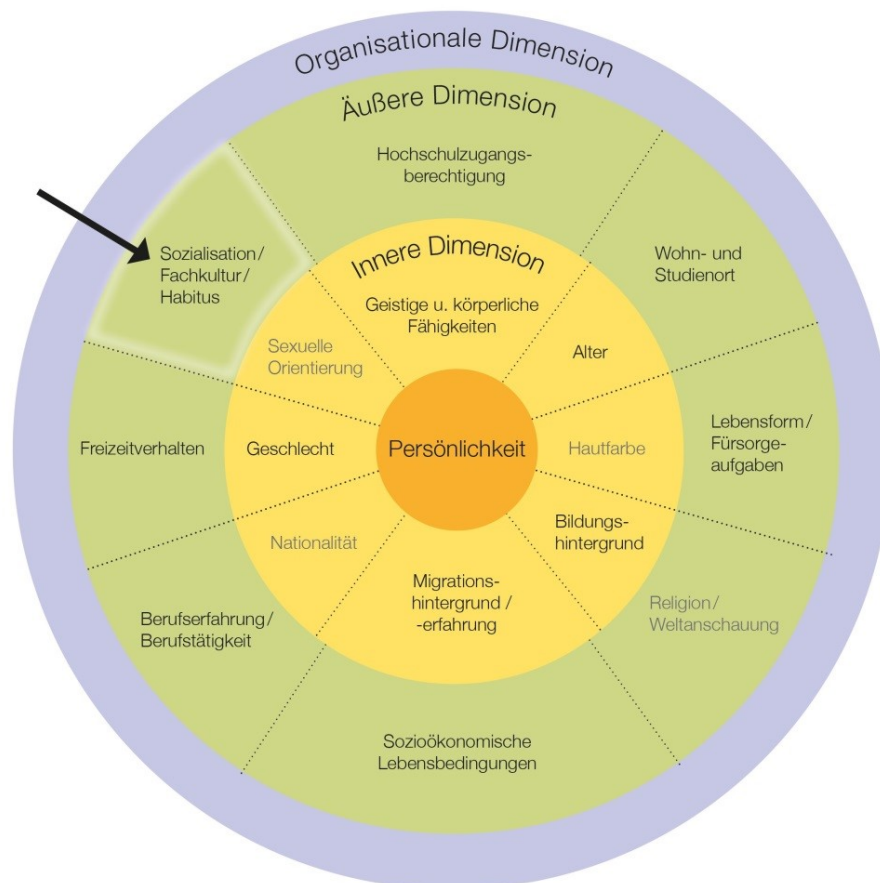 Organisationale Dimension
Äußere Dimension
Hochschulzugangs-
berechtigung
Sozialisation /
Fachkultur /
Habitus
Wohn- und
Studienort
Innere Dimension
Geistige u. körperliche
Fähigkeiten
Sexuelle
Orientierung
Alter
Freizeitverhalten
Geschlecht
Persönlichkeit
Hautfarbe
Lebensform /
Fürsorge-
aufgaben
Nationalität
Bildungs-
hintergrund
Migrations-
hintergrund /
-erfahrung
Berufserfahrung /
Berufstätigkeit
Religion /
Weltanschauung
Sozioökonomische
Lebensbedingungen